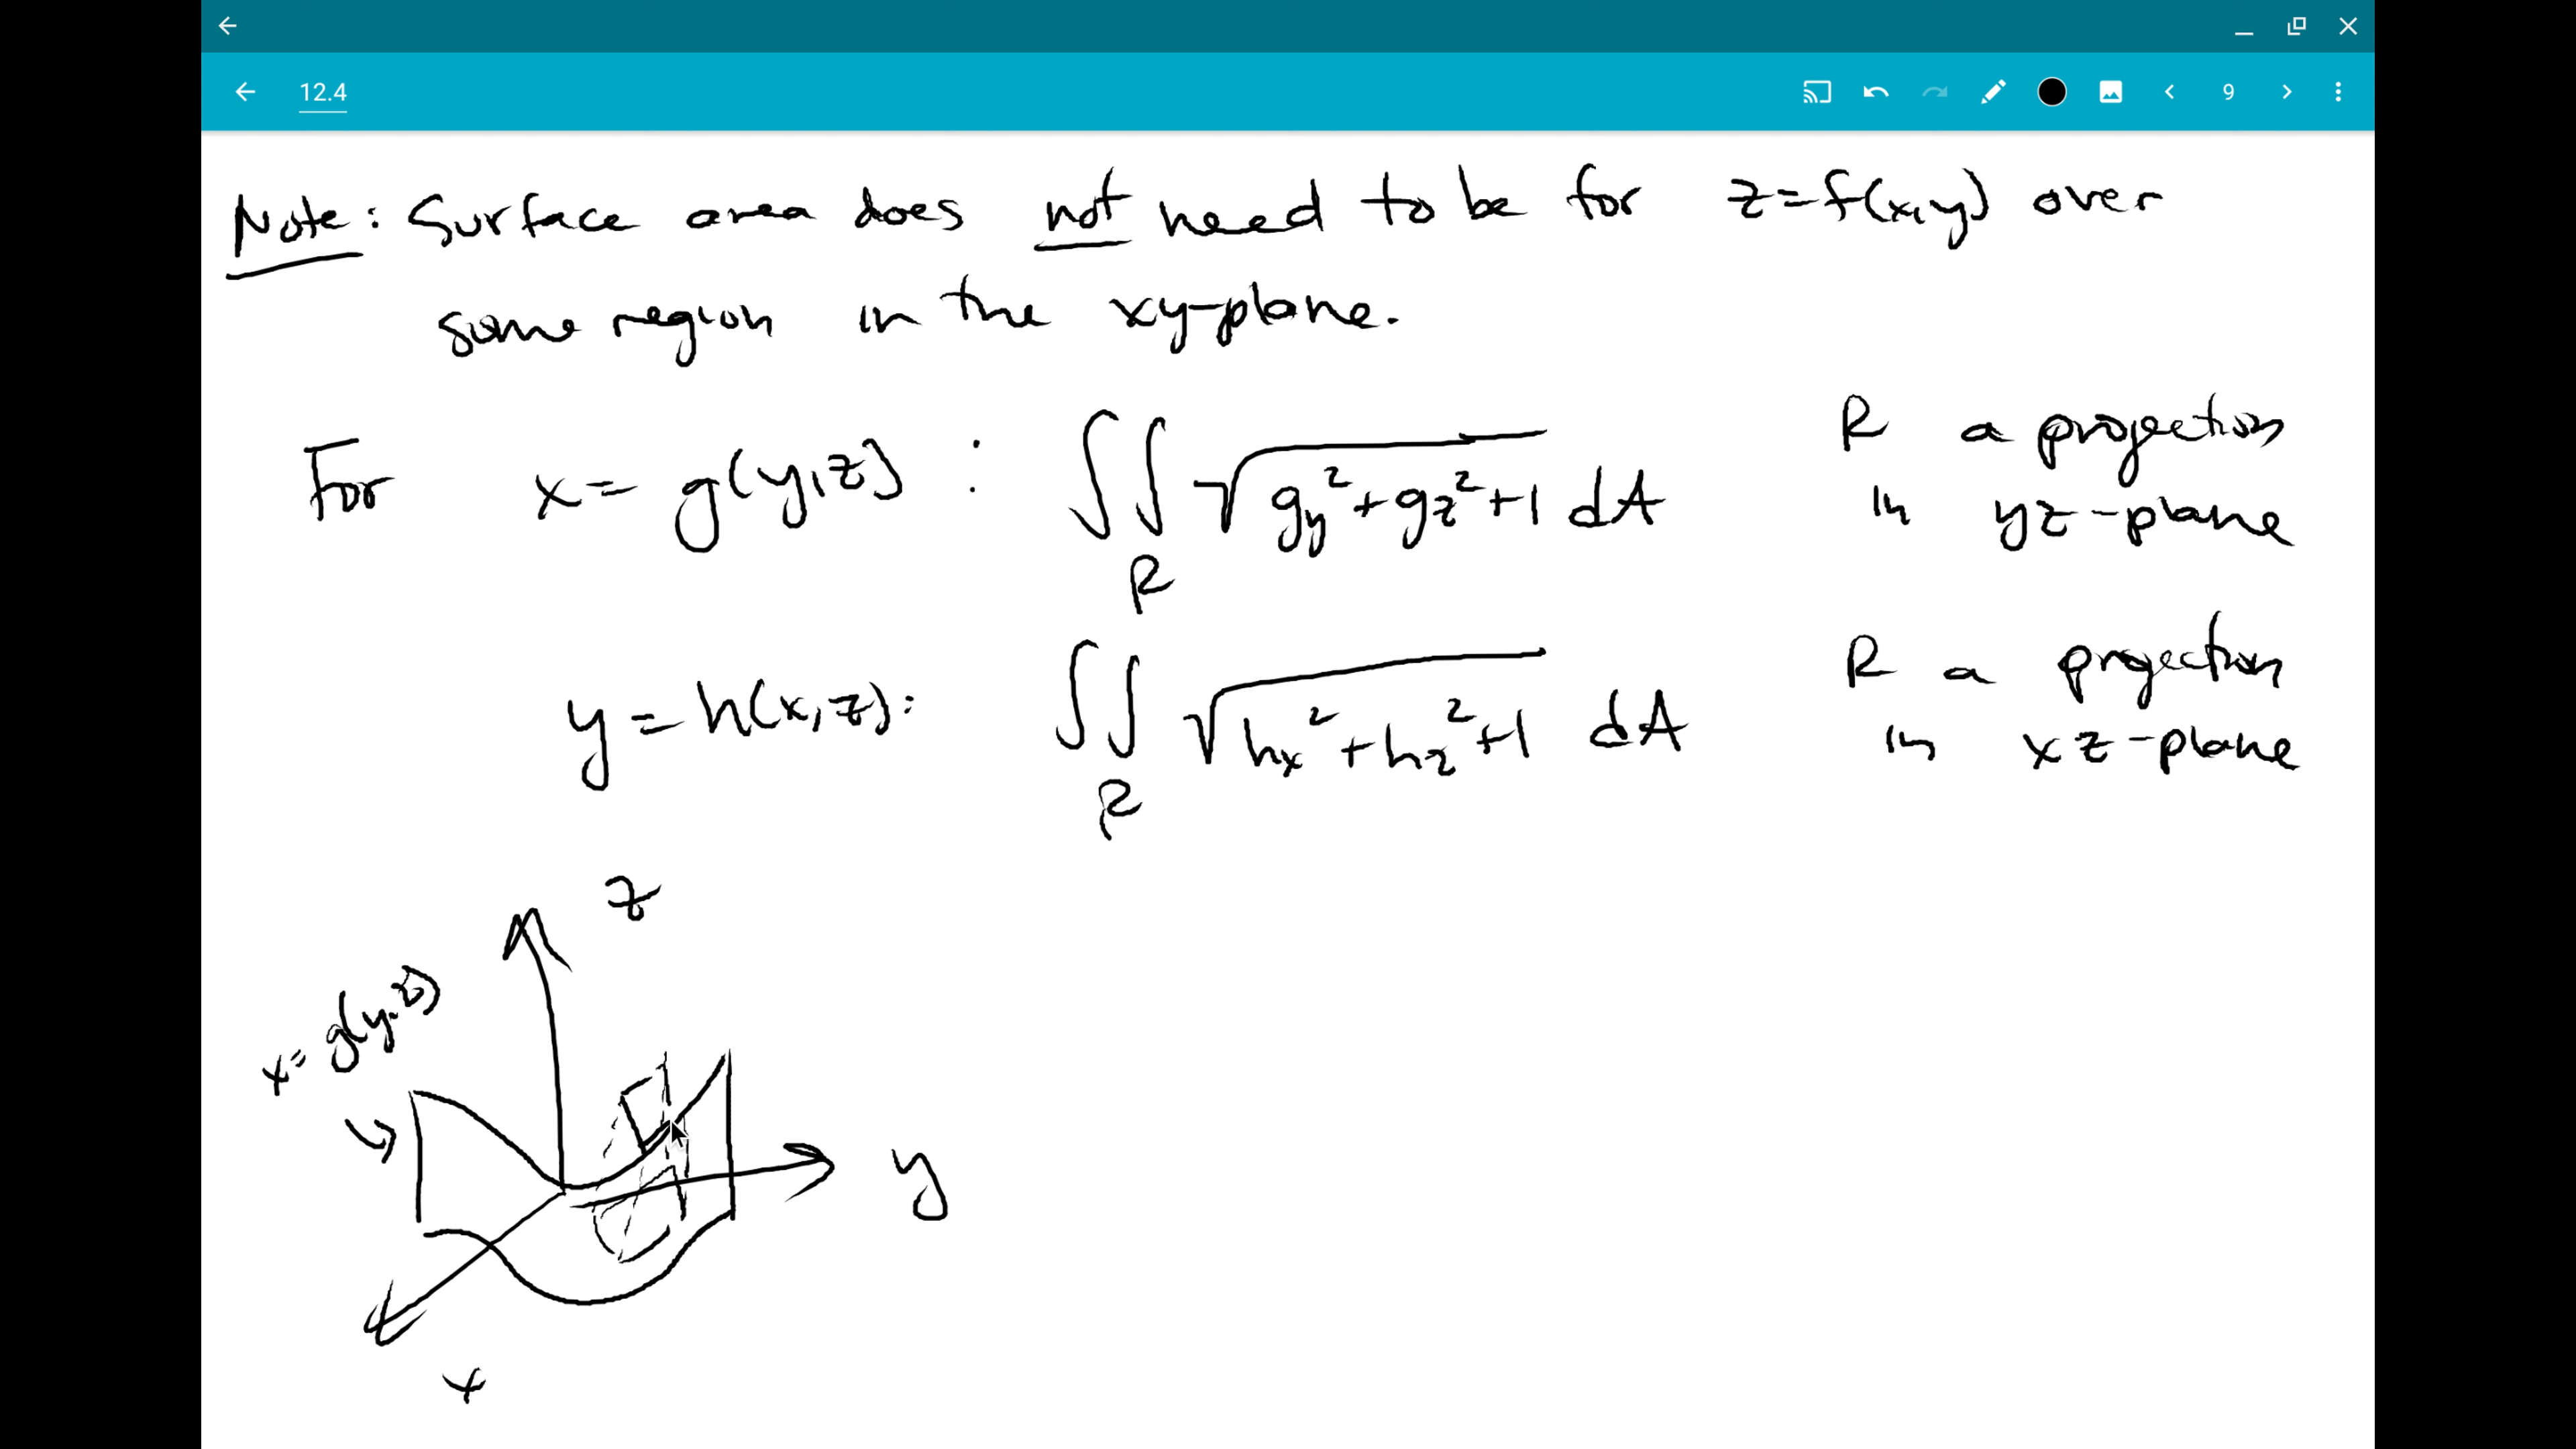 12.4
9
Note: Surface area does not need to be for z=f(x,y) over
some region in the xy-plane.
For x= g(y,z) : ∬_R √(g_y²+g_z²+1) dA R a projection
in yz-plane
y=h(x,z): ∬_R √(h_x²+h_z²+1) dA R a projection
in xz-plane
z
x= g(y,z)
y
x